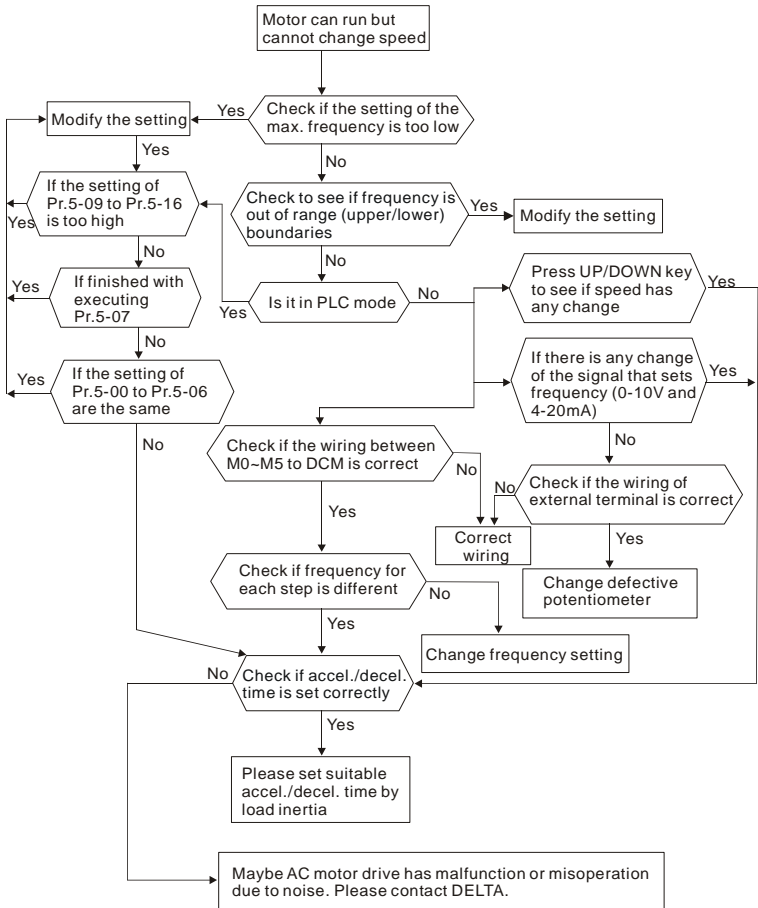 Motor can run but
cannot change speed
Yes
Check if the setting of the
max. frequency is too low
Modify the setting
Yes
No
If the setting of
Pr.5-09 to Pr.5-16
is too high
Yes
Check to see if frequency is
out of range (upper/lower)
boundaries
Yes
Modify the setting
No
No
If finished with
executing
Pr.5-07
Yes
Yes
Is it in PLC mode
No
Press UP/DOWN key
to see if speed has
any change
Yes
No
If the setting of
Pr.5-00 to Pr.5-06
are the same
Yes
If there is any change
of the signal that sets
frequency (0-10V and
4-20mA)
Yes
No
Check if the wiring between
M0~M5 to DCM is correct
No
No
No
Check if the wiring of
external terminal is correct
Yes
Correct
wiring
Yes
Check if frequency for
each step is different
No
Change defective
potentiometer
Yes
Change frequency setting
No
Check if accel./decel.
time is set correctly
Yes
Please set suitable
accel./decel. time by
load inertia
Maybe AC motor drive has malfunction or misoperation
due to noise. Please contact DELTA.